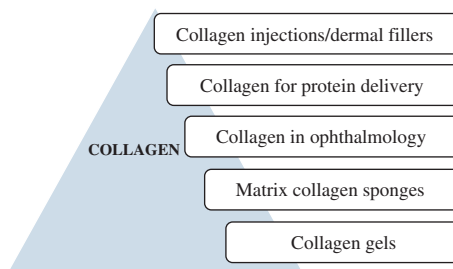 Collagen injections/dermal fillers
Collagen for protein delivery
Collagen in ophthalmology
COLLAGEN
Matrix collagen sponges
Collagen gels